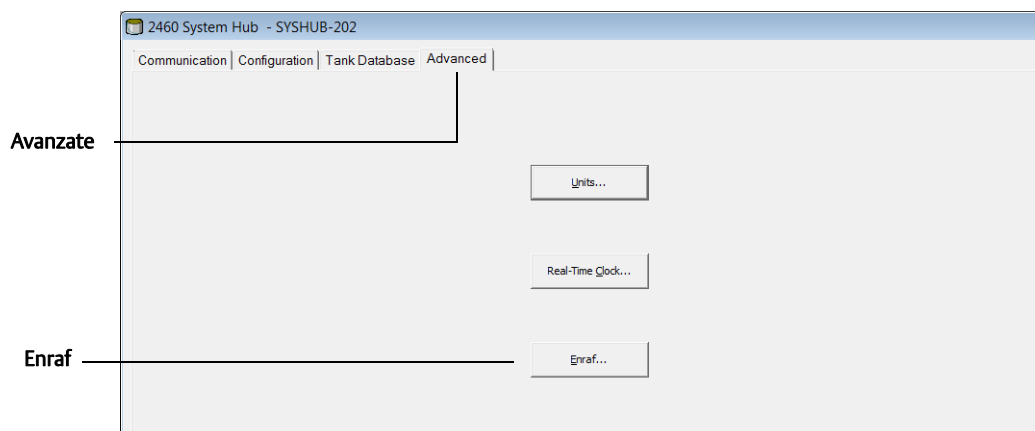 2460 System Hub - SYSHUB-202
Communication Configuration Tank Database Advanced
Avanzate
Units...
Real-Time Clock...
Enraf
Enraf...